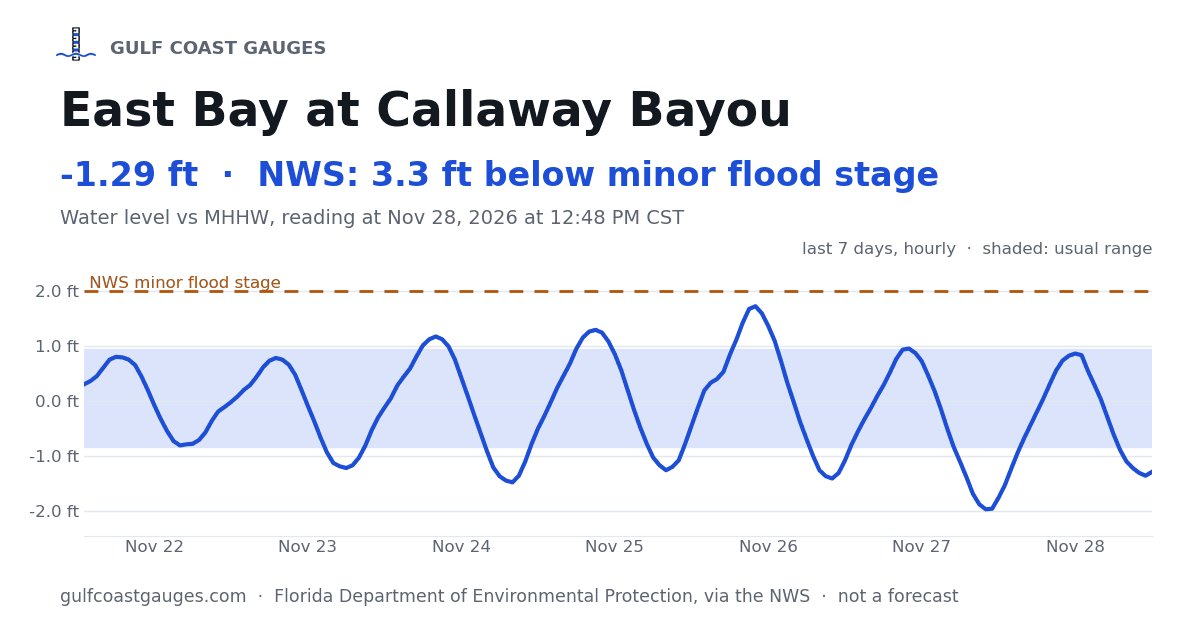 GULF COAST GAUGES
East Bay at Callaway Bayou
-1.29 ft · NWS: 3.3 ft below minor flood stage
Water level vs MHHW, reading at Nov 28, 2026 at 12:48 PM CST
last 7 days, hourly · shaded: usual range
NWS minor flood stage
2.0 ft
1.0 ft
0.0 ft
-1.0 ft
-2.0 ft
Nov 22 Nov 23 Nov 24 Nov 25 Nov 26 Nov 27 Nov 28
gulfcoastgauges.com · Florida Department of Environmental Protection, via the NWS · not a forecast